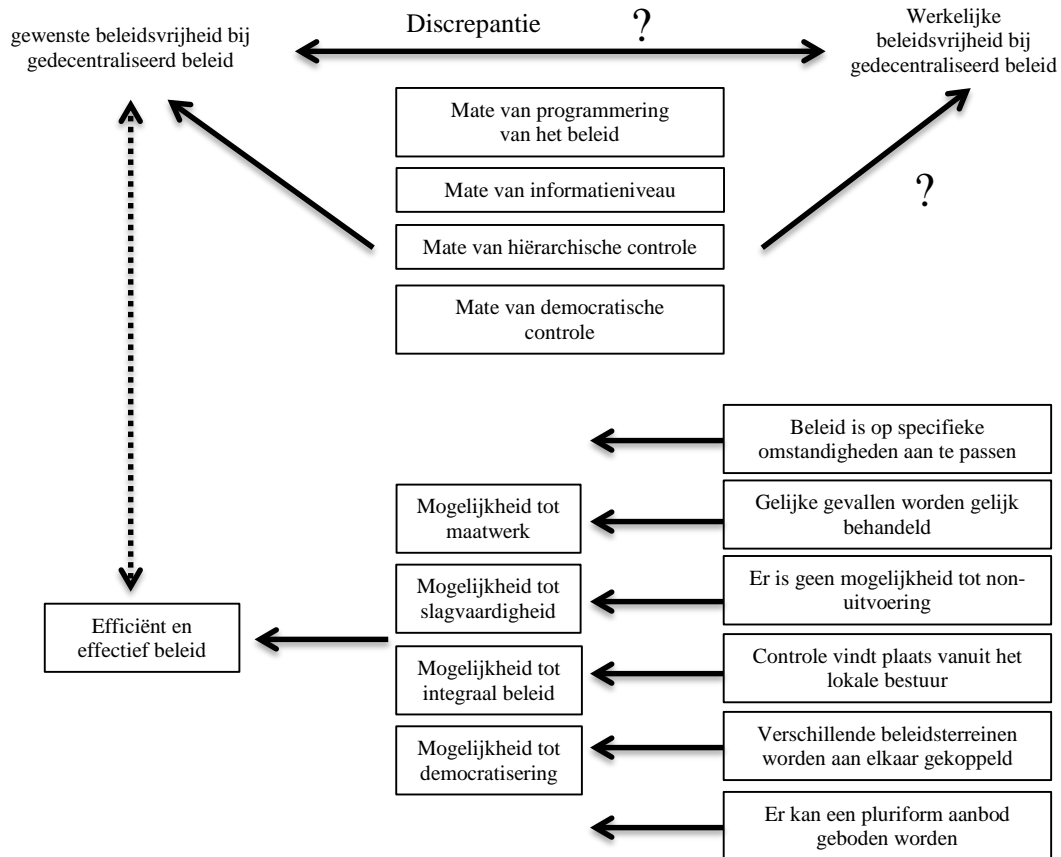 gewenste beleidsvrijheid bij
gedecentraliseerd beleid
Discrepantie
?
Werkelijke
beleidsvrijheid bij
gedecentraliseerd beleid
Mate van programmering
van het beleid
Mate van informatieniveau
?
Mate van hiërarchische controle
Mate van democratische
controle
Beleid is op specifieke
omstandigheden aan te passen
Mogelijkheid tot
maatwerk
Gelijke gevallen worden gelijk
behandeld
Mogelijkheid tot
slagvaardigheid
Er is geen mogelijkheid tot non-
uitvoering
Efficiënt en
effectief beleid
Mogelijkheid tot
integraal beleid
Controle vindt plaats vanuit het
lokale bestuur
Mogelijkheid tot
democratisering
Verschillende beleidsterreinen
worden aan elkaar gekoppeld
Er kan een pluriform aanbod
geboden worden